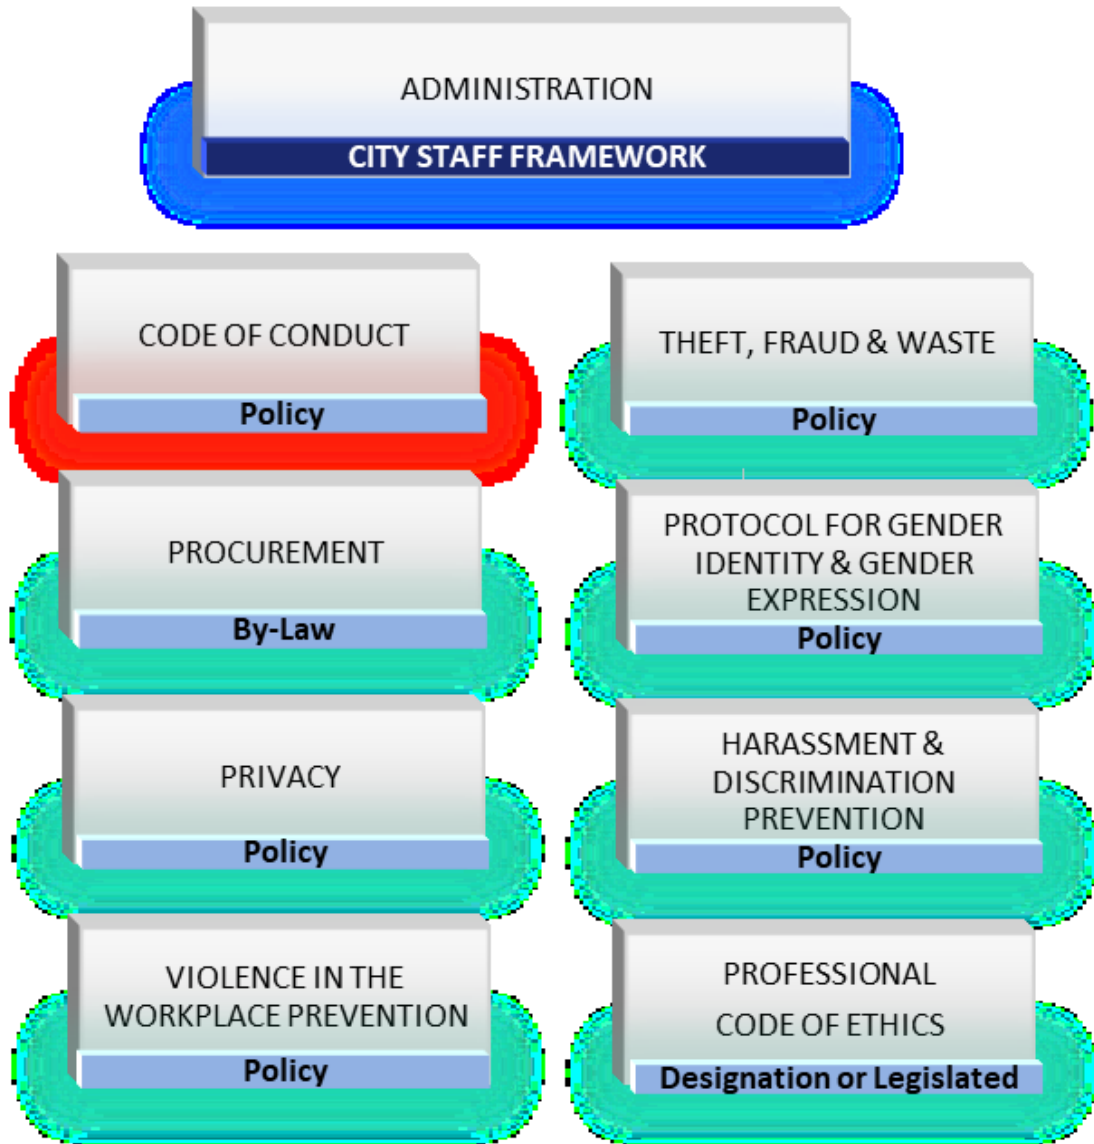 ADMINISTRATION
CITY STAFF FRAMEWORK
CODE OF CONDUCT
Policy
THEFT, FRAUD & WASTE
Policy
PROCUREMENT
By-Law
PROTOCOL FOR GENDER
IDENTITY & GENDER
EXPRESSION
Policy
PRIVACY
Policy
HARASSMENT &
DISCRIMINATION
PREVENTION
Policy
VIOLENCE IN THE
WORKPLACE PREVENTION
Policy
PROFESSIONAL
CODE OF ETHICS
Designation or Legislated